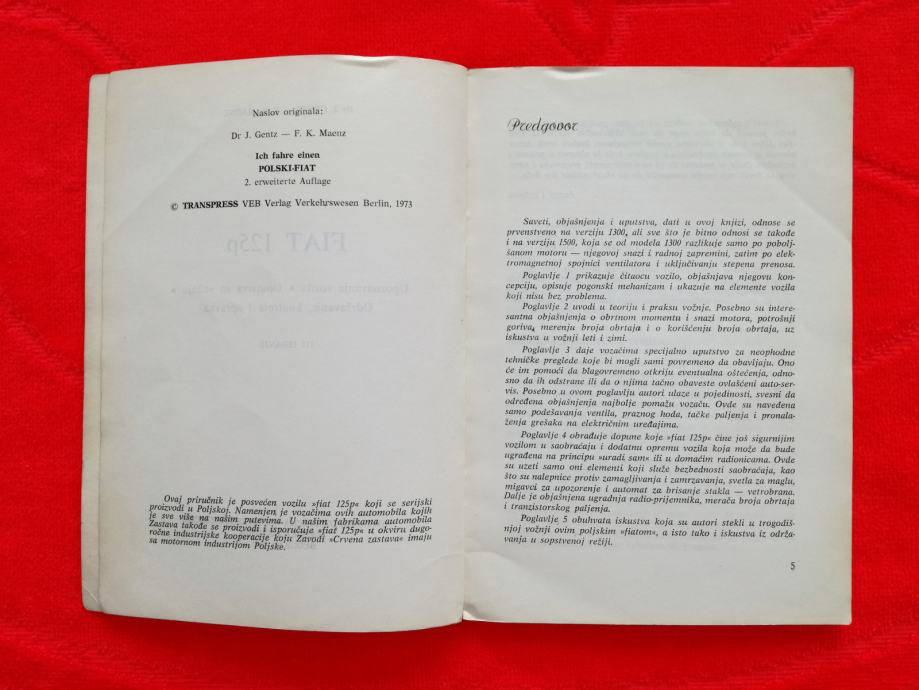 Naslov originala:
Dr J. Gentz — F. K. Maenz
Ich fahre einen
POLSKI-FIAT
2. erweiterte Auflage
© TRANSPRESS VEB Verlag Verkehrswesen Berlin, 1973
Ovaj priručnik je posvećen vozilu »fiat 125p« koji se serijski
proizvodi u Poljskoj. Namenjen je vozačima ovih automobila kojih
je sve više na našim putevima. U našim fabrikama automobila
Zastava takođe se proizvodi i isporučuje »fiat 125p« u okviru dugo-
ročne industrijske kooperacije koju Zavodi »Crvena zastava« imaju
sa motornom industrijom Poljske.
Predgovor
Saveti, objašnjenja i uputstva, dati u ovoj knjizi, odnose se
prvenstveno na verziju 1300, ali sve što je bitno odnosi se takođe
i na verziju 1500, koja se od modela 1300 razlikuje samo po pobolj-
šanom motoru — njegovoj snazi i radnoj zapremini, zatim po elek-
tromagnetnoj spojnici ventilatora i uključivanju stepena prenosa.
Poglavlje 1 prikazuje čitaocu vozilo, objašnjava njegovu kon-
cepciju, opisuje pogonski mehanizam i ukazuje na elemente vozila
koji nisu bez problema.
Poglavlje 2 uvodi u teoriju i praksu vožnje. Posebno su intere-
santna objašnjenja o obrtnom momentu i snazi motora, potrošnji
goriva, merenju broja obrtaja i o korišćenju broja obrtaja, uz
iskustva u vožnji leti i zimi.
Poglavlje 3 daje vozačima specijalno uputstvo za neophodne
tehničke preglede koje bi mogli sami povremeno da obavljaju. Ono
će im pomoći da blagovremeno otkriju eventualna oštećenja, odno-
sno da ih odstrane ili da o njima tačno obaveste ovlašćeni auto-ser-
vis. Posebno u ovom poglavlju autori ulaze u pojedinosti, svesni da
određena objašnjenja najbolje pomažu vozaču. Ovde su navedena
samo podešavanja ventila, praznog hoda, tačke paljenja i pronala-
ženja grešaka na električnim uređajima.
Poglavlje 4 obrađuje dopune koje »fiat 125p« čine još sigurnijim
vozilom u saobraćaju i dodatnu opremu vozila koja može da bude
ugrađena na principu »uradi sam« ili u domaćim radionicama. Ovde
su uzeti samo oni elementi koji služe bezbednosti saobraćaja, kao
što su nalepnice protiv zamagljivanja i zamrzavanja, svetla za maglu,
migavci za upozorenje i automat za brisanje stakla — vetrobrana.
Dalje je objašnjena ugradnja radio-prijemnika, merača broja obrtaja
i tranzistorskog paljenja.
Poglavlje 5 obuhvata iskustva koja su autori stekli u trogodiš-
njoj vožnji ovim poljskim »fiatom«, a isto tako i iskustva iz održa-
vanja u sopstvenoj režiji.
5